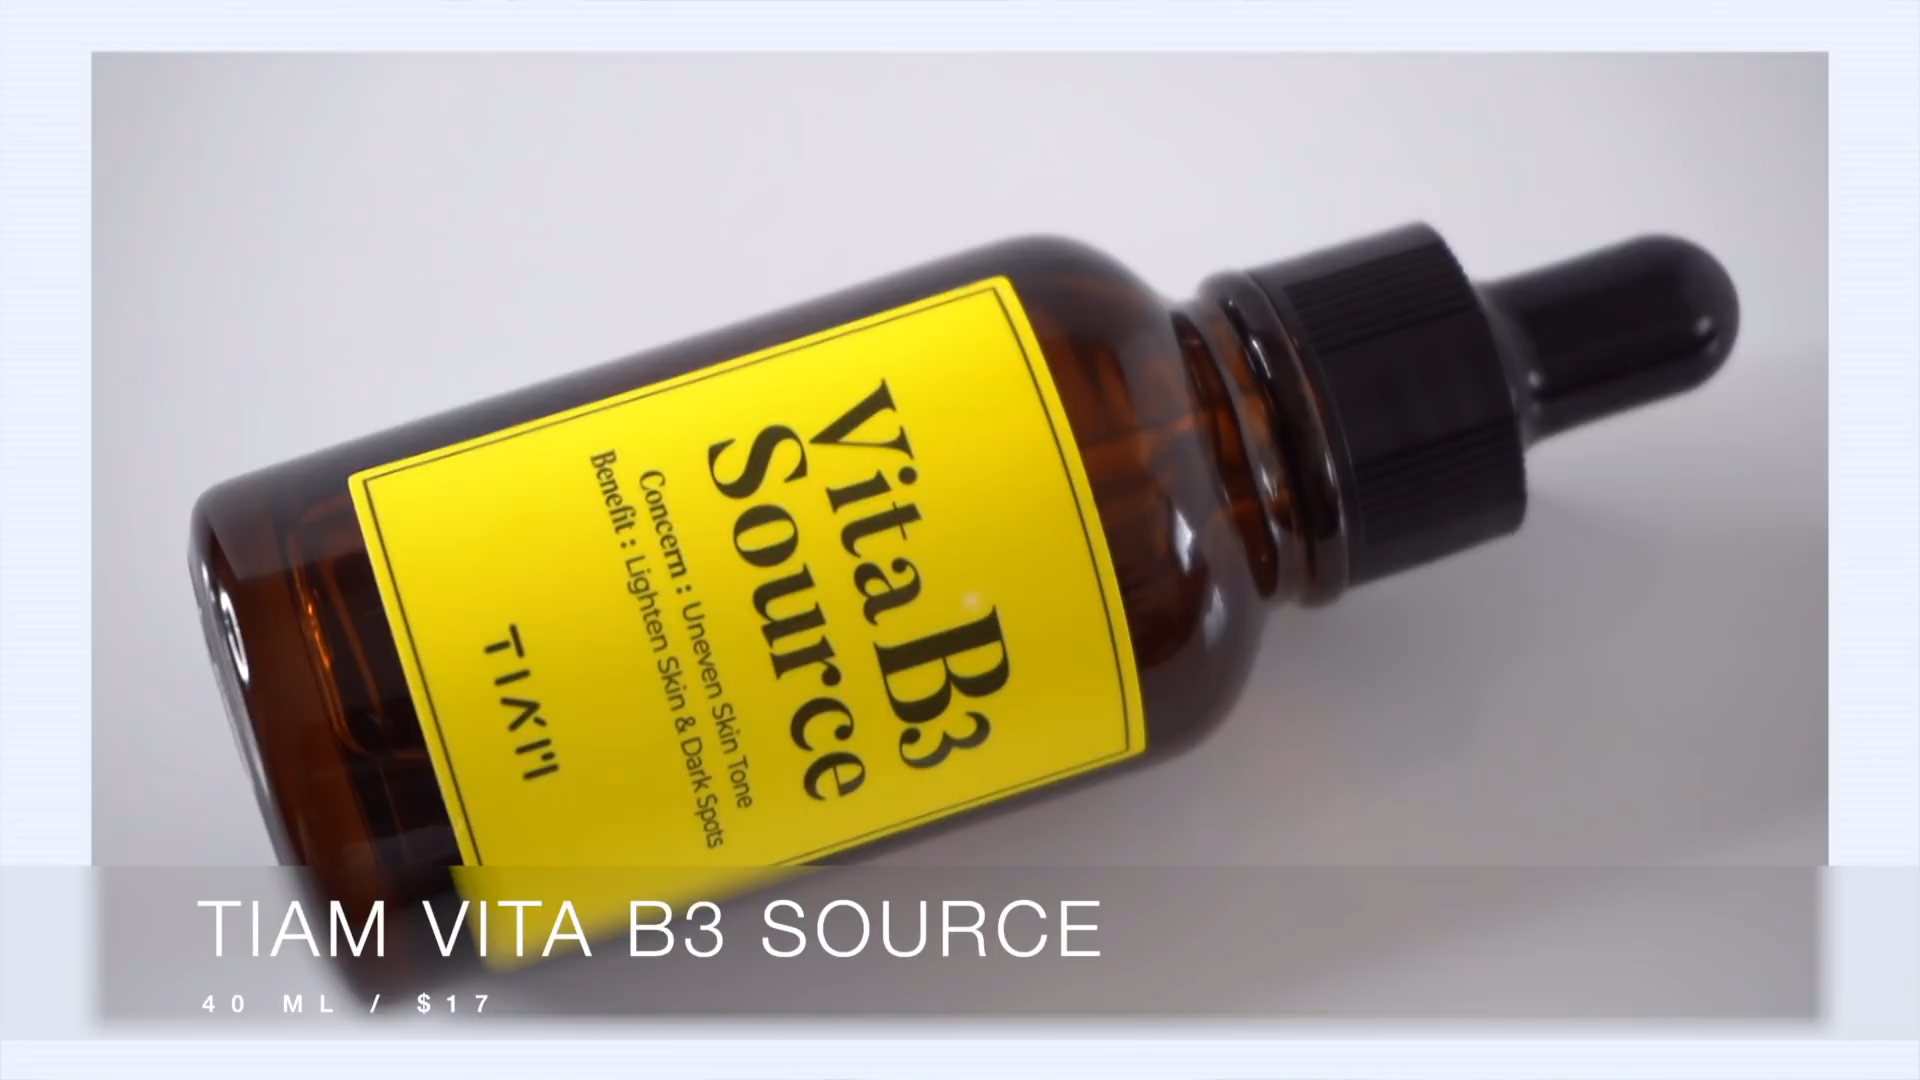 Vita B3
Source
Concern : Uneven Skin Tone
Benefit : Lighten Skin & Dark Spots
TIAM
TIAM VITA B3 SOURCE
40 ML / $17